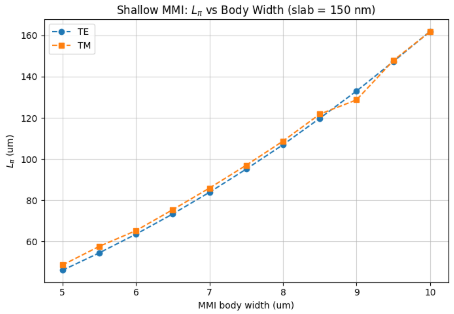 Shallow MMI: Lπ vs Body Width (slab = 150 nm)
TE
TM
160
140
120
100
80
60
Lπ (um)
5
6
7
8
9
10
MMI body width (um)